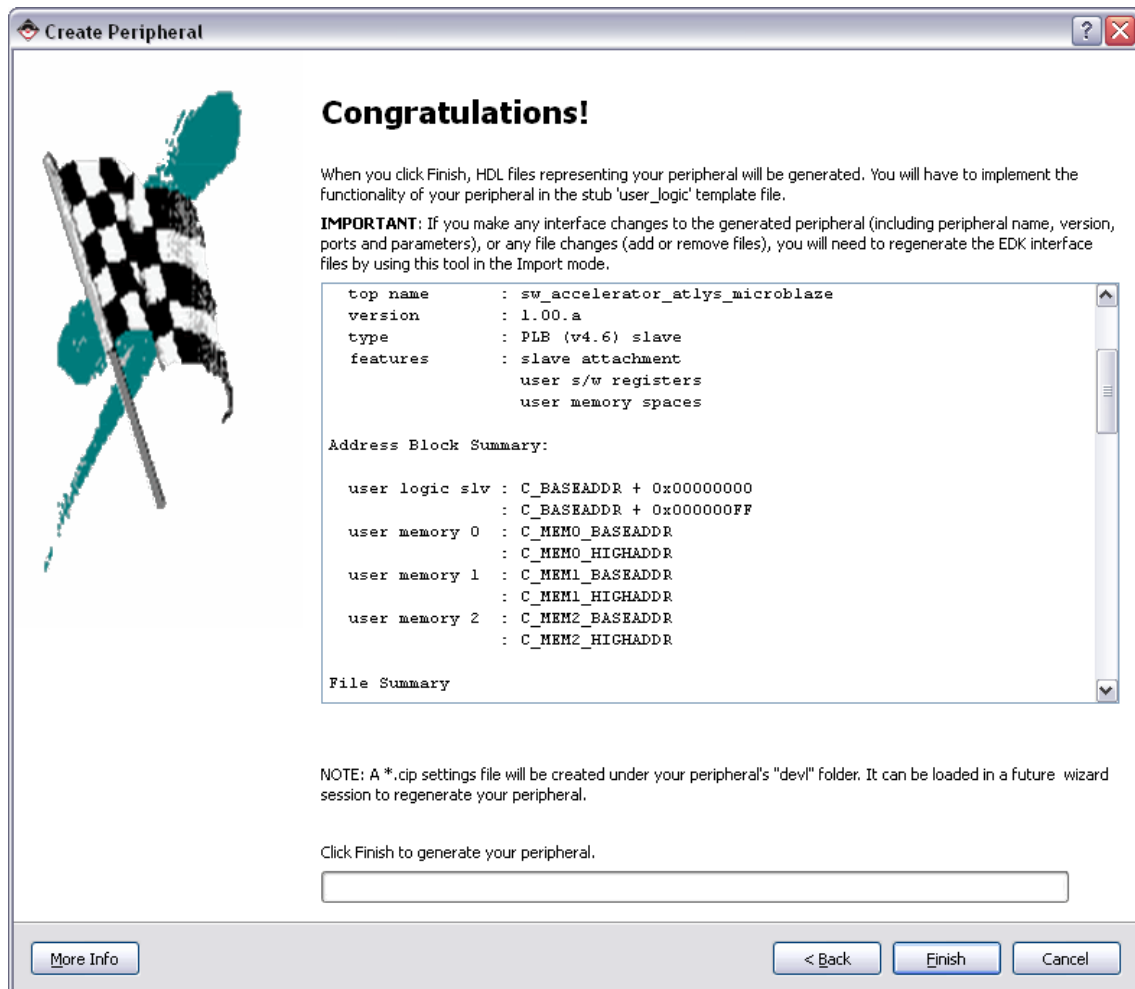 Create Peripheral
Congratulations!
When you click Finish, HDL files representing your peripheral will be generated. You will have to implement the
functionality of your peripheral in the stub 'user_logic' template file.
IMPORTANT: If you make any interface changes to the generated peripheral (including peripheral name, version,
ports and parameters), or any file changes (add or remove files), you will need to regenerate the EDK interface
files by using this tool in the Import mode.
top name : sw_accelerator_atlys_microblaze
version : 1.00.a
type : PLB (v4.6) slave
features : slave attachment
user s/w registers
user memory spaces
Address Block Summary:
user logic slv : C_BASEADDR + 0x00000000
: C_BASEADDR + 0x000000FF
user memory 0 : C_MEM0_BASEADDR
: C_MEM0_HIGHADDR
user memory 1 : C_MEM1_BASEADDR
: C_MEM1_HIGHADDR
user memory 2 : C_MEM2_BASEADDR
: C_MEM2_HIGHADDR
File Summary
NOTE: A *.cip settings file will be created under your peripheral's "devl" folder. It can be loaded in a future wizard
session to regenerate your peripheral.
Click Finish to generate your peripheral.
More Info
< Back
Finish
Cancel